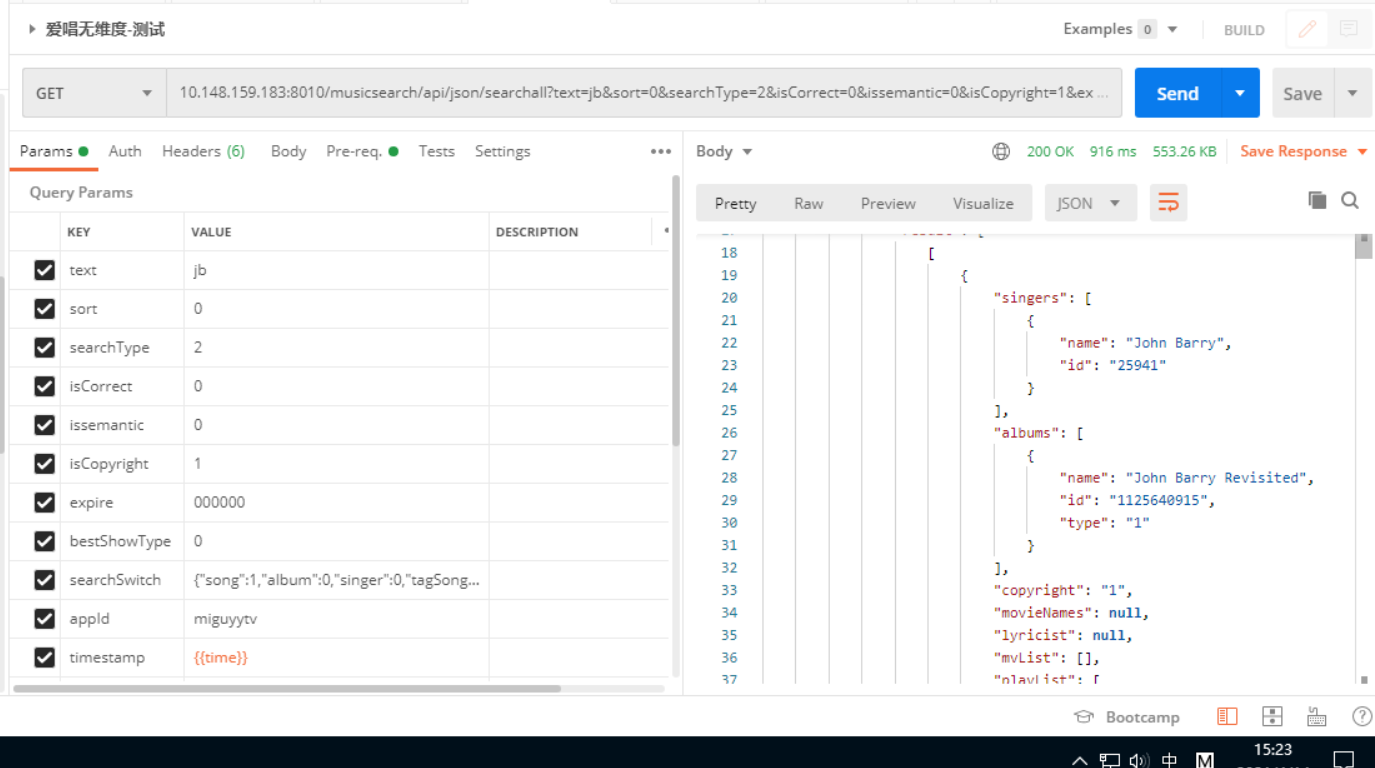 爱唱无维度-测试
Examples 0
BUILD
GET
10.148.159.183:8010/musicsearch/api/json/searchall?text=jb&sort=0&searchType=2&isCorrect=0&issemantic=0&isCopyright=1&ex ...
Send
Save
Params
Auth
Headers (6)
Body
Pre-req.
Tests
Settings
Query Params
KEY VALUE DESCRIPTION
text jb
sort 0
searchType 2
isCorrect 0
issemantic 0
isCopyright 1
expire 000000
bestShowType 0
searchSwitch {"song":1,"album":0,"singer":0,"tagSong...
appId miguyytv
timestamp {{time}}
Body
200 OK 916 ms 553.26 KB Save Response
Pretty Raw Preview Visualize JSON
18 [
19 {
20 "singers": [
21 {
22 "name": "John Barry",
23 "id": "25941"
24 }
25 ],
26 "albums": [
27 {
28 "name": "John Barry Revisited",
29 "id": "1125640915",
30 "type": "1"
31 }
32 ],
33 "copyright": "1",
34 "movieNames": null,
35 "lyricist": null,
36 "mvList": [],
37 "playList": [
Bootcamp
中
M
15:23